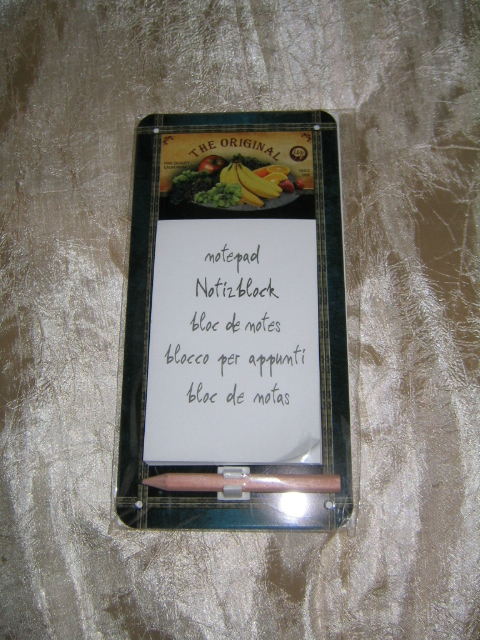 THE ORIGINAL
notepad
Notizblock
bloc de notes
blocco per appunti
bloc de notas